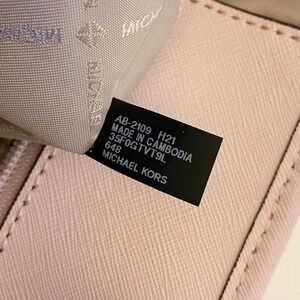 AB-2109 H21
MADE IN CAMBODIA
35F0GTVT9L
648
MICHAEL KORS